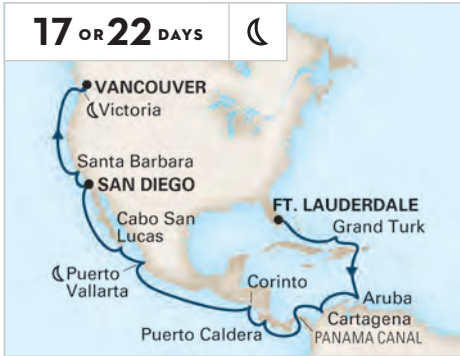 17 OR 22 DAYS
VANCOUVER
Victoria
Santa Barbara
SAN DIEGO
FT. LAUDERDALE
Grand Turk
Cabo San
Lucas
Puerto
Vallarta
Corinto
Aruba
Puerto Caldera
Cartagena
PANAMA CANAL